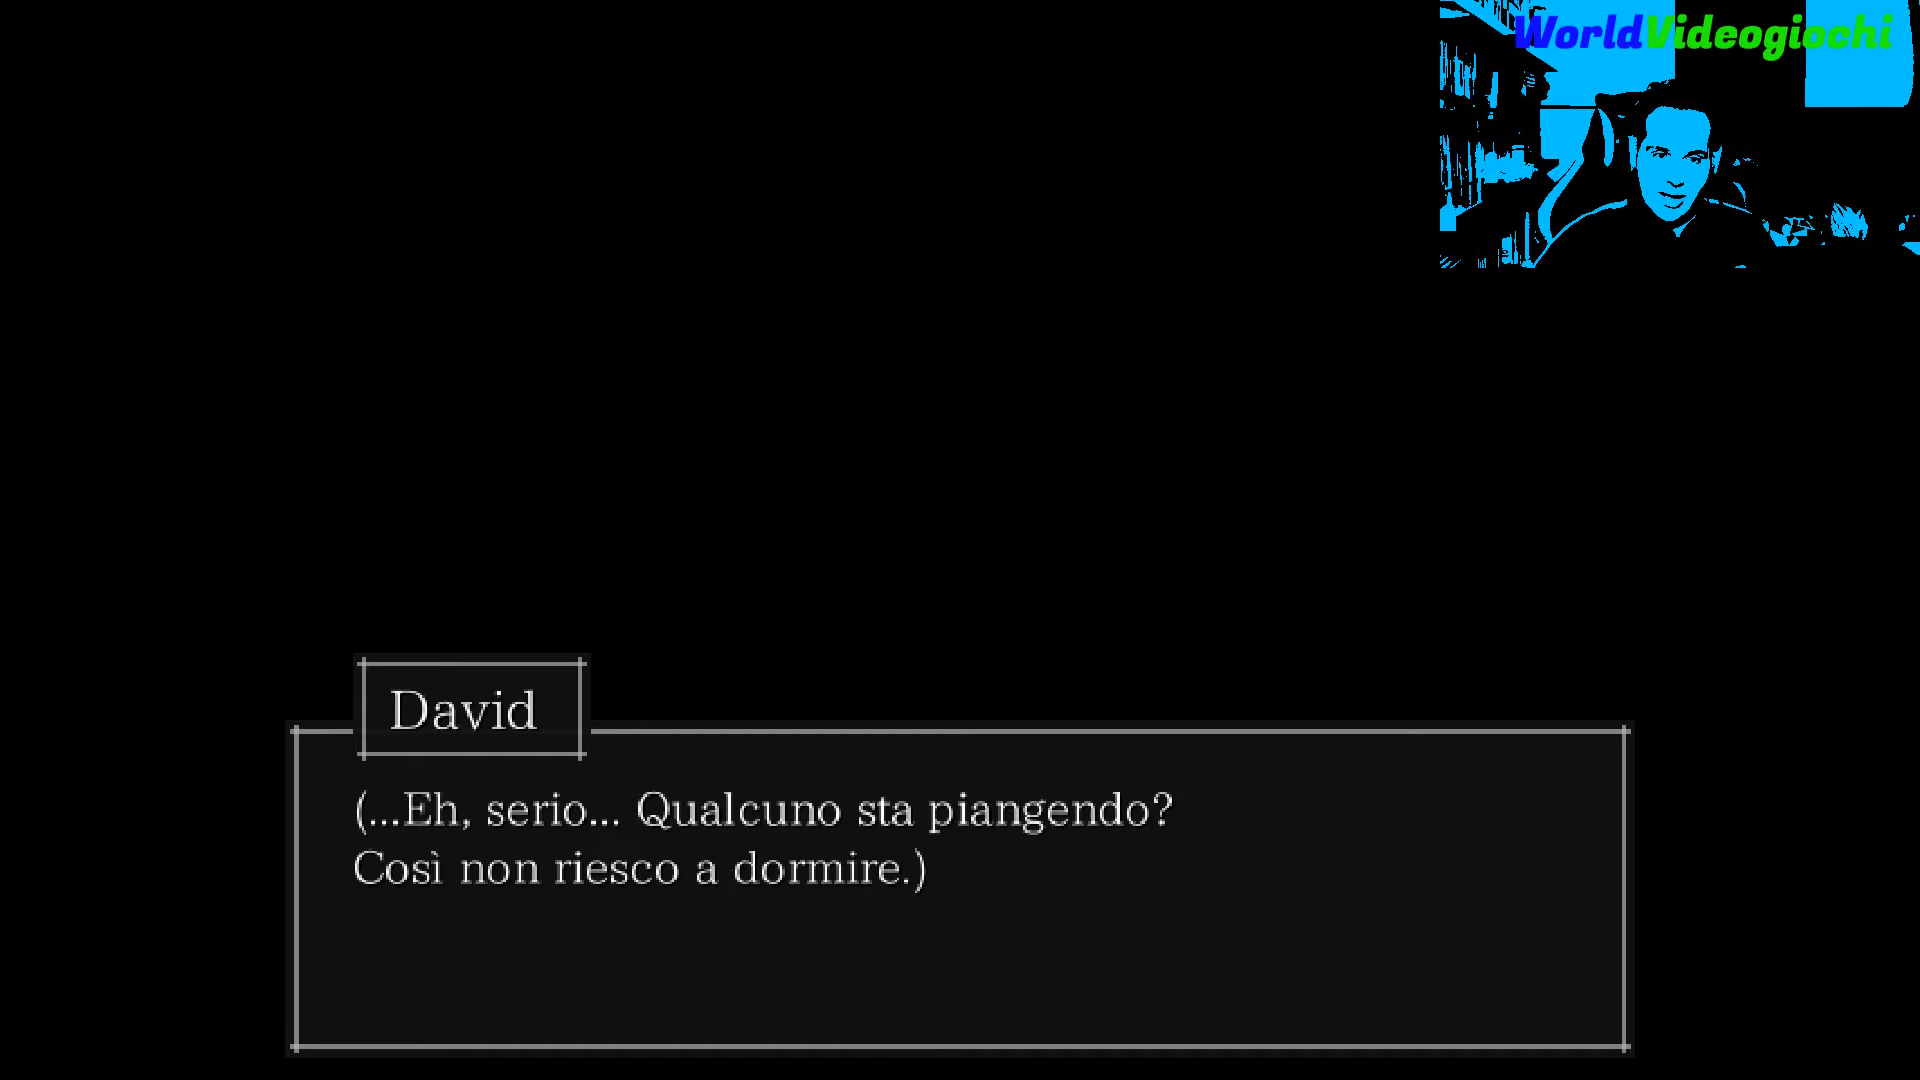 WorldVideogiochi
David
(...Eh, serio... Qualcuno sta piangendo?
Così non riesco a dormire.)